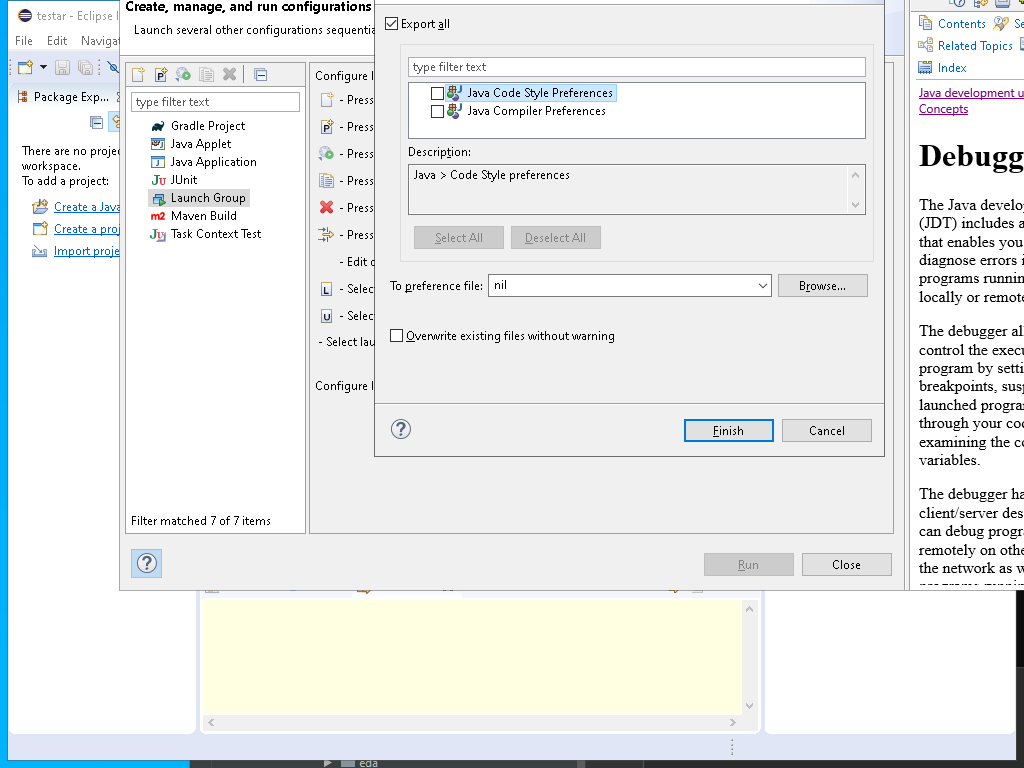 testar - Eclipse I
File Edit Navigat
Package Exp...
There are no projec
workspace.
To add a project:
Create a Java
Create a proj
Import proje
Create, manage, and run configurations
Launch several other configurations sequentia
type filter text
Gradle Project
Java Applet
Java Application
JUnit
Launch Group
Maven Build
Task Context Test
Filter matched 7 of 7 items
Configure l
- Press
- Press
- Press
- Press
- Press
- Press
- Edit o
- Selec
- Selec
- Select lau
Configure l
Run
Close
Export all
type filter text
Java Code Style Preferences
Java Compiler Preferences
Description:
Java > Code Style preferences
Select All
Deselect All
To preference file:
nil
Browse...
Overwrite existing files without warning
Finish
Cancel
Contents
Se
Related Topics
Index
Java development u
Concepts
Debugg
The Java develop
(JDT) includes a
that enables you
diagnose errors i
programs runnin
locally or remote
The debugger all
control the execu
program by setti
breakpoints, susp
launched program
through your cod
examining the co
variables.
The debugger ha
client/server des
can debug progra
remotely on othe
the network as w
eda